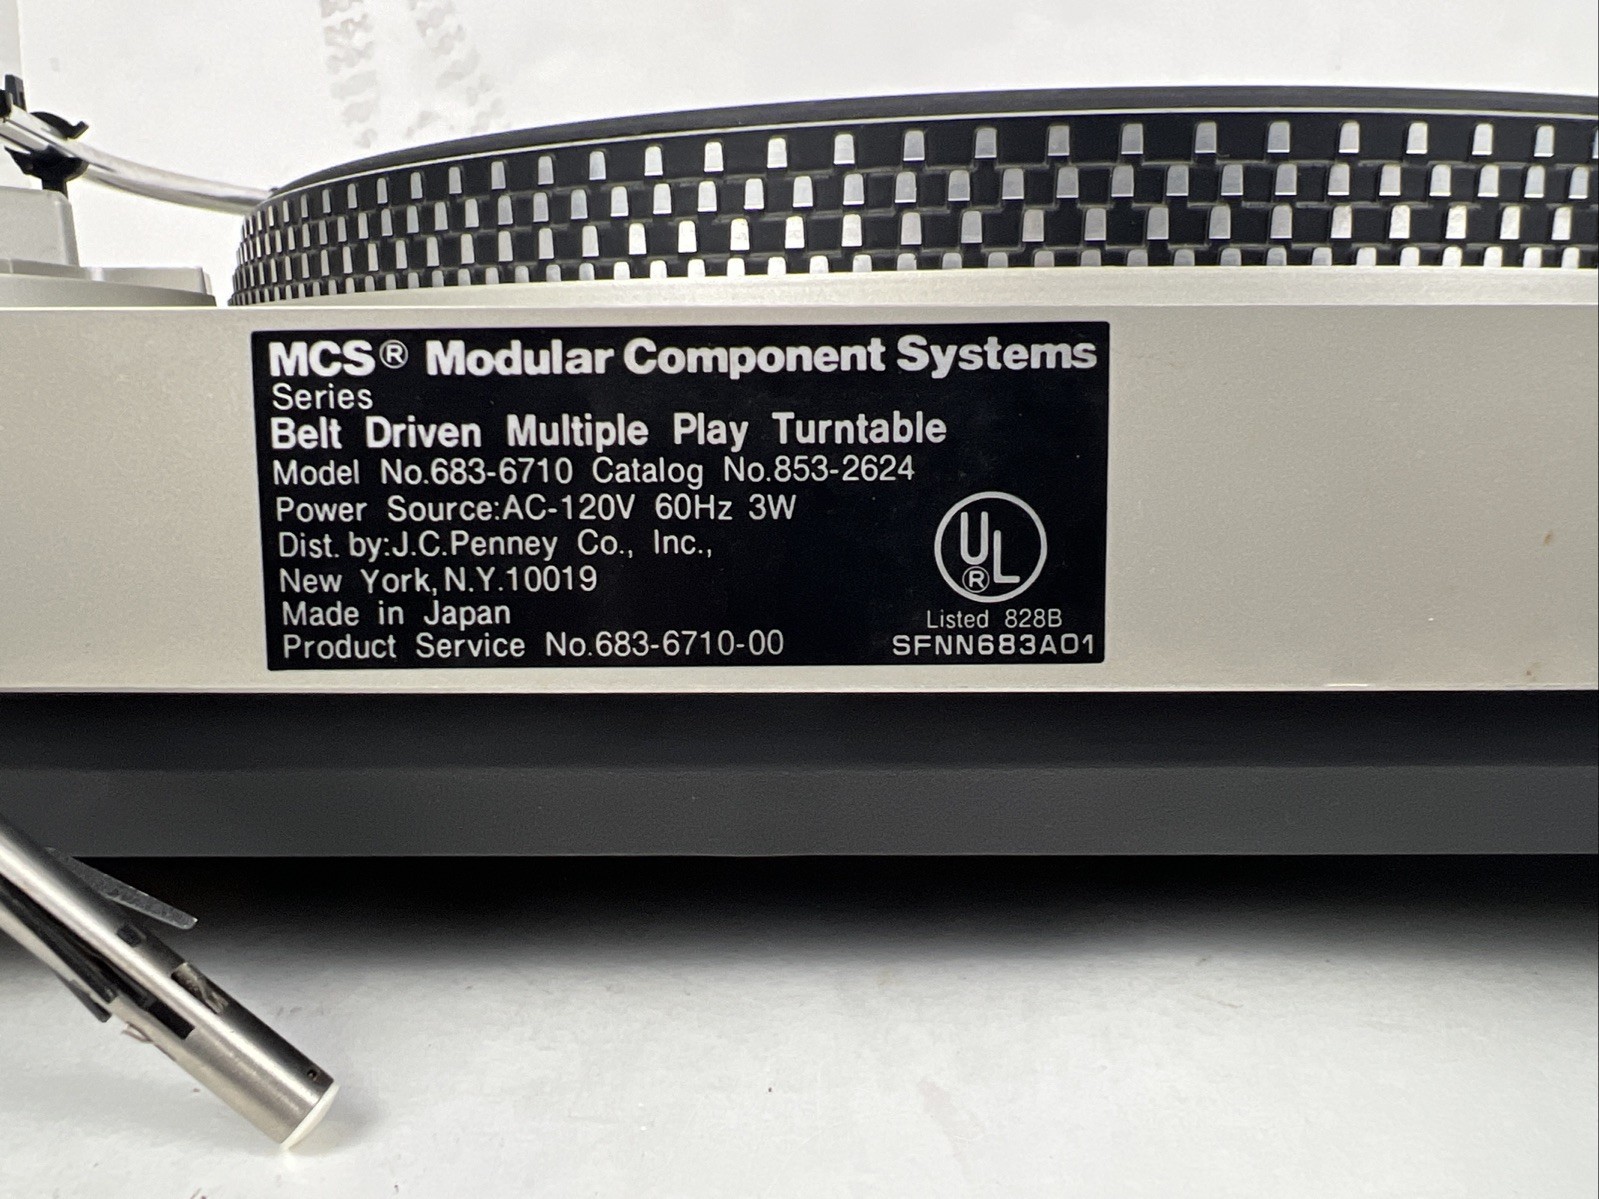 MCS® Modular Component Systems
Series
Belt Driven Multiple Play Turntable
Model No.683-6710 Catalog No.853-2624
Power Source:AC-120V 60Hz 3W
Dist. by:J.C.Penney Co., Inc.,
New York, N.Y.10019
Made in Japan
Product Service No.683-6710-00
UL®
Listed 828B
SFNN683A01